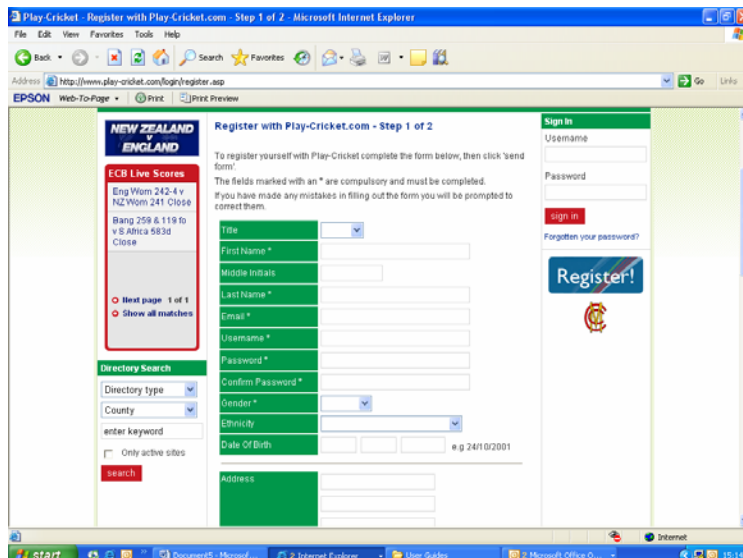 Play-Cricket - Register with Play-Cricket.com - Step 1 of 2 - Microsoft Internet Explorer
File Edit View Favorites Tools Help
Back Search Favorites
Address http://www.play-cricket.com/login/register.asp Go Links
EPSON Web-To-Page Print Print Preview
NEW ZEALAND
V
ENGLAND
ECB Live Scores
Eng Wom 242-4 v
NZ Wom 241 Close
Bang 259 & 119 fo
v S Africa 583d
Close
Next page 1 of 1
Show all matches
Directory Search
Directory type
County
enter keyword
Only active sites
search
Register with Play-Cricket.com - Step 1 of 2
To register yourself with Play-Cricket complete the form below, then click 'send
form'.
The fields marked with an * are compulsory and must be completed.
If you have made any mistakes in filling out the form you will be prompted to
correct them.
Title
First Name *
Middle Initials
Last Name *
Email *
Username *
Password *
Confirm Password *
Gender *
Ethnicity
Date Of Birth e.g 24/10/2001
Address
Sign In
Username
Password
sign in
Forgotten your password?
Register!
Internet
start Document5 - Microsof... 2 Internet Explorer User Guides 2 Microsoft Office O... 15:14